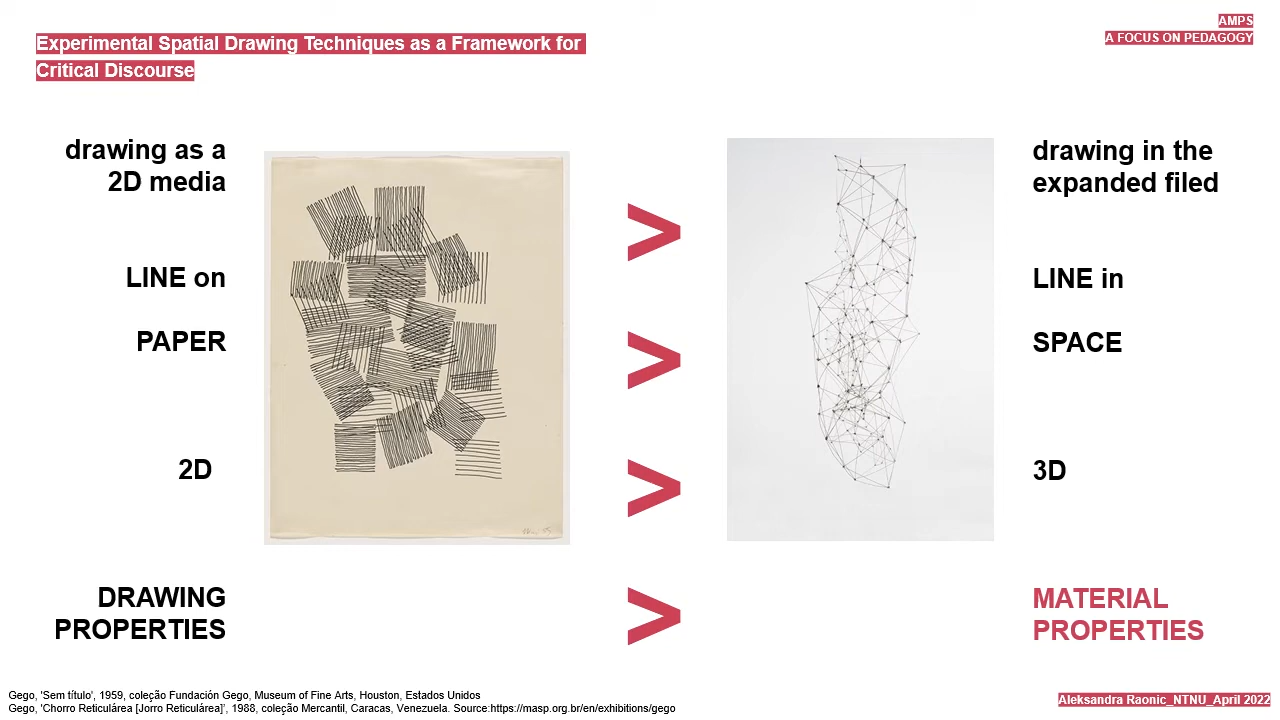 Experimental Spatial Drawing Techniques as a Framework for
Critical Discourse
AMPS
A FOCUS ON PEDAGOGY
drawing as a
2D media
LINE on
PAPER
2D
DRAWING
PROPERTIES
>
>
>
>
drawing in the
expanded filed
LINE in
SPACE
3D
MATERIAL
PROPERTIES
Gego, 'Sem título', 1959, coleção Fundación Gego, Museum of Fine Arts, Houston, Estados Unidos
Gego, 'Chorro Reticulárea [Jorro Reticulárea]', 1988, coleção Mercantil, Caracas, Venezuela. Source:https://masp.org.br/en/exhibitions/gego
Aleksandra Raonic_NTNU_April 2022